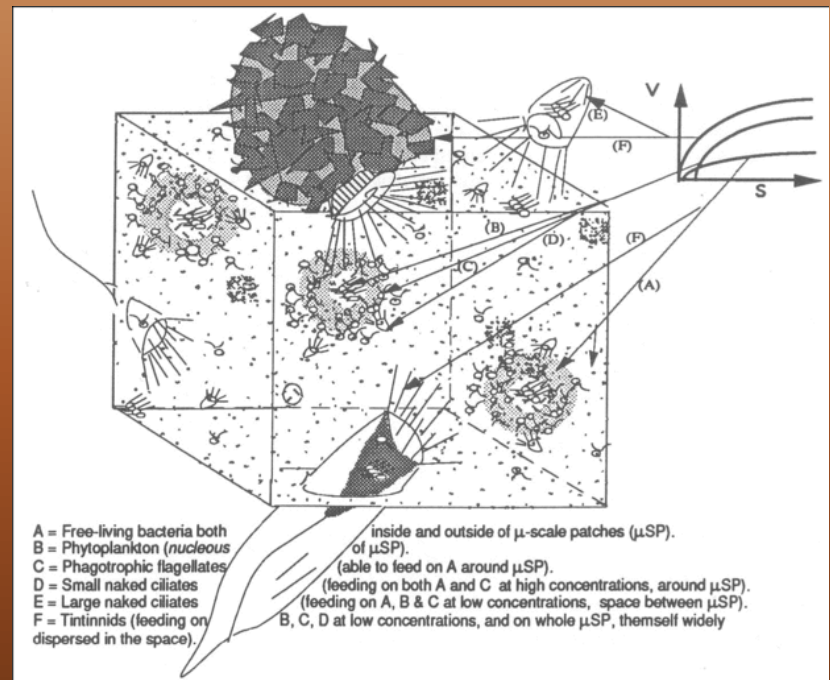 V
(E)
(F)
S
(B)
(D)
(F)
(C)
(A)
A = Free-living bacteria both inside and outside of μ-scale patches (μSP).
B = Phytoplankton (nucleous of μSP).
C = Phagotrophic flagellates (able to feed on A around μSP).
D = Small naked ciliates (feeding on both A and C at high concentrations, around μSP).
E = Large naked ciliates (feeding on A, B & C at low concentrations, space between μSP).
F = Tintinnids (feeding on B, C, D at low concentrations, and on whole μSP, themself widely
dispersed in the space).